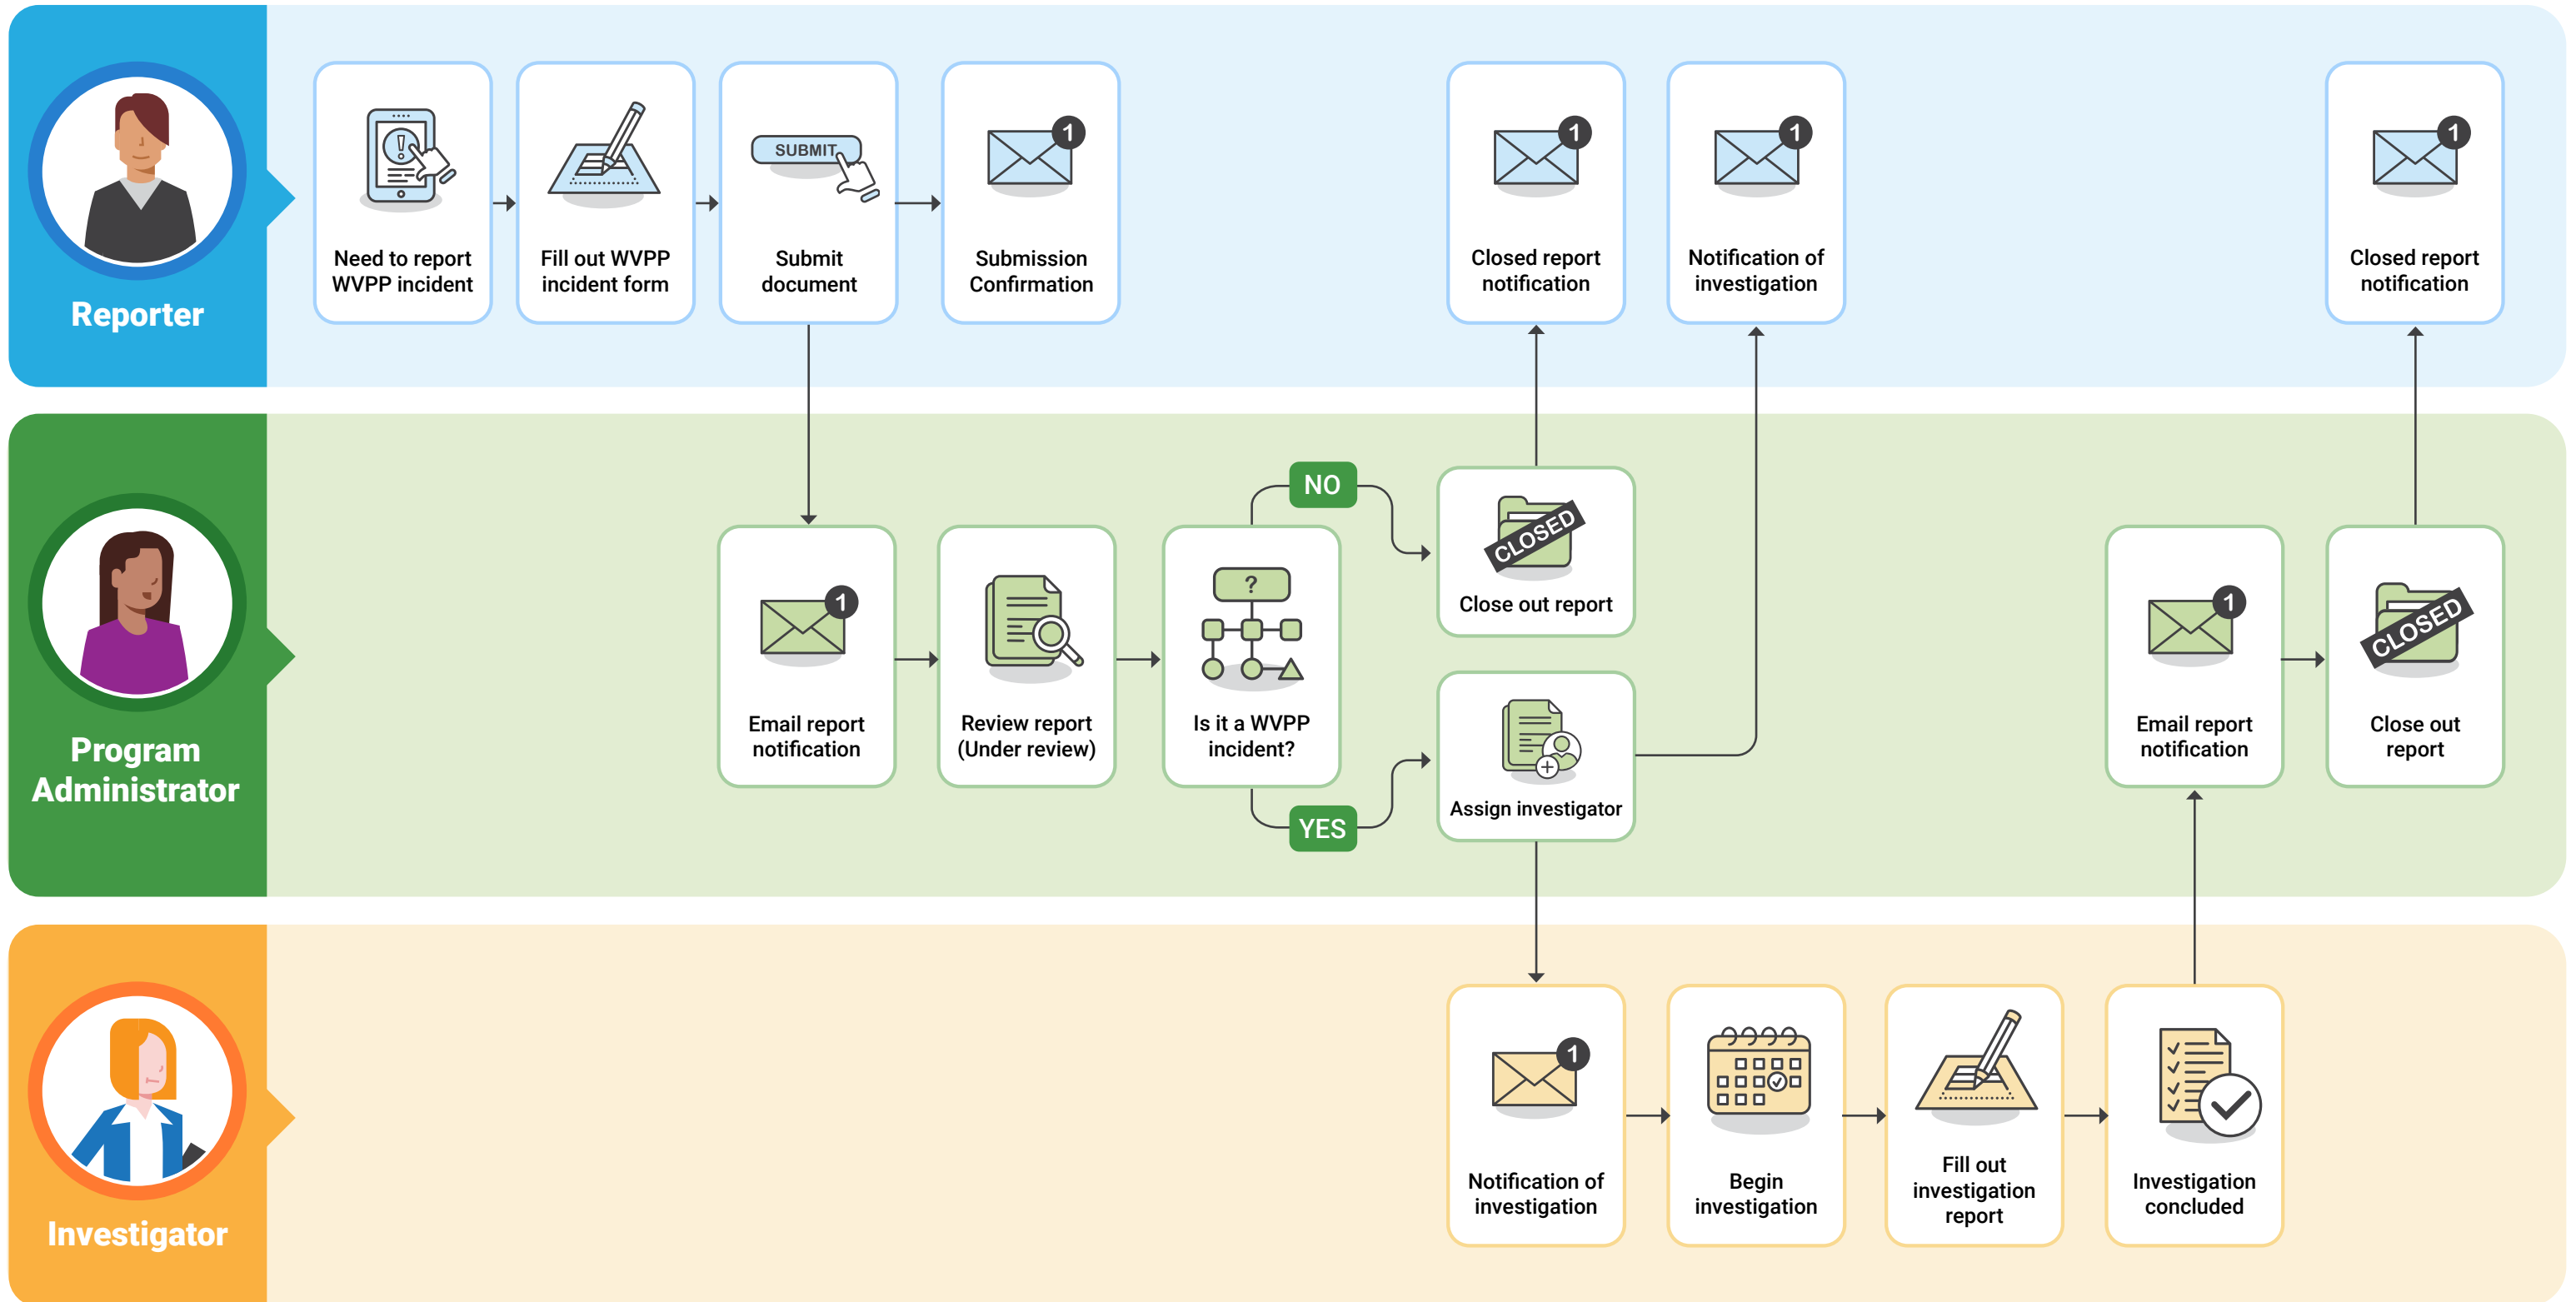 Reporter
Need to report
WVPP incident
Fill out WVPP
incident form
SUBMIT
Submit
document
1
Submission
Confirmation
1
Closed report
notification
1
Notification of
investigation
1
Closed report
notification
Program
Administrator
1
Email report
notification
Review report
(Under review)
?
Is it a WVPP
incident?
NO
YES
CLOSED
Close out report
Assign investigator
1
Email report
notification
CLOSED
Close out
report
Investigator
1
Notification of
investigation
Begin
investigation
Fill out
investigation
report
Investigation
concluded